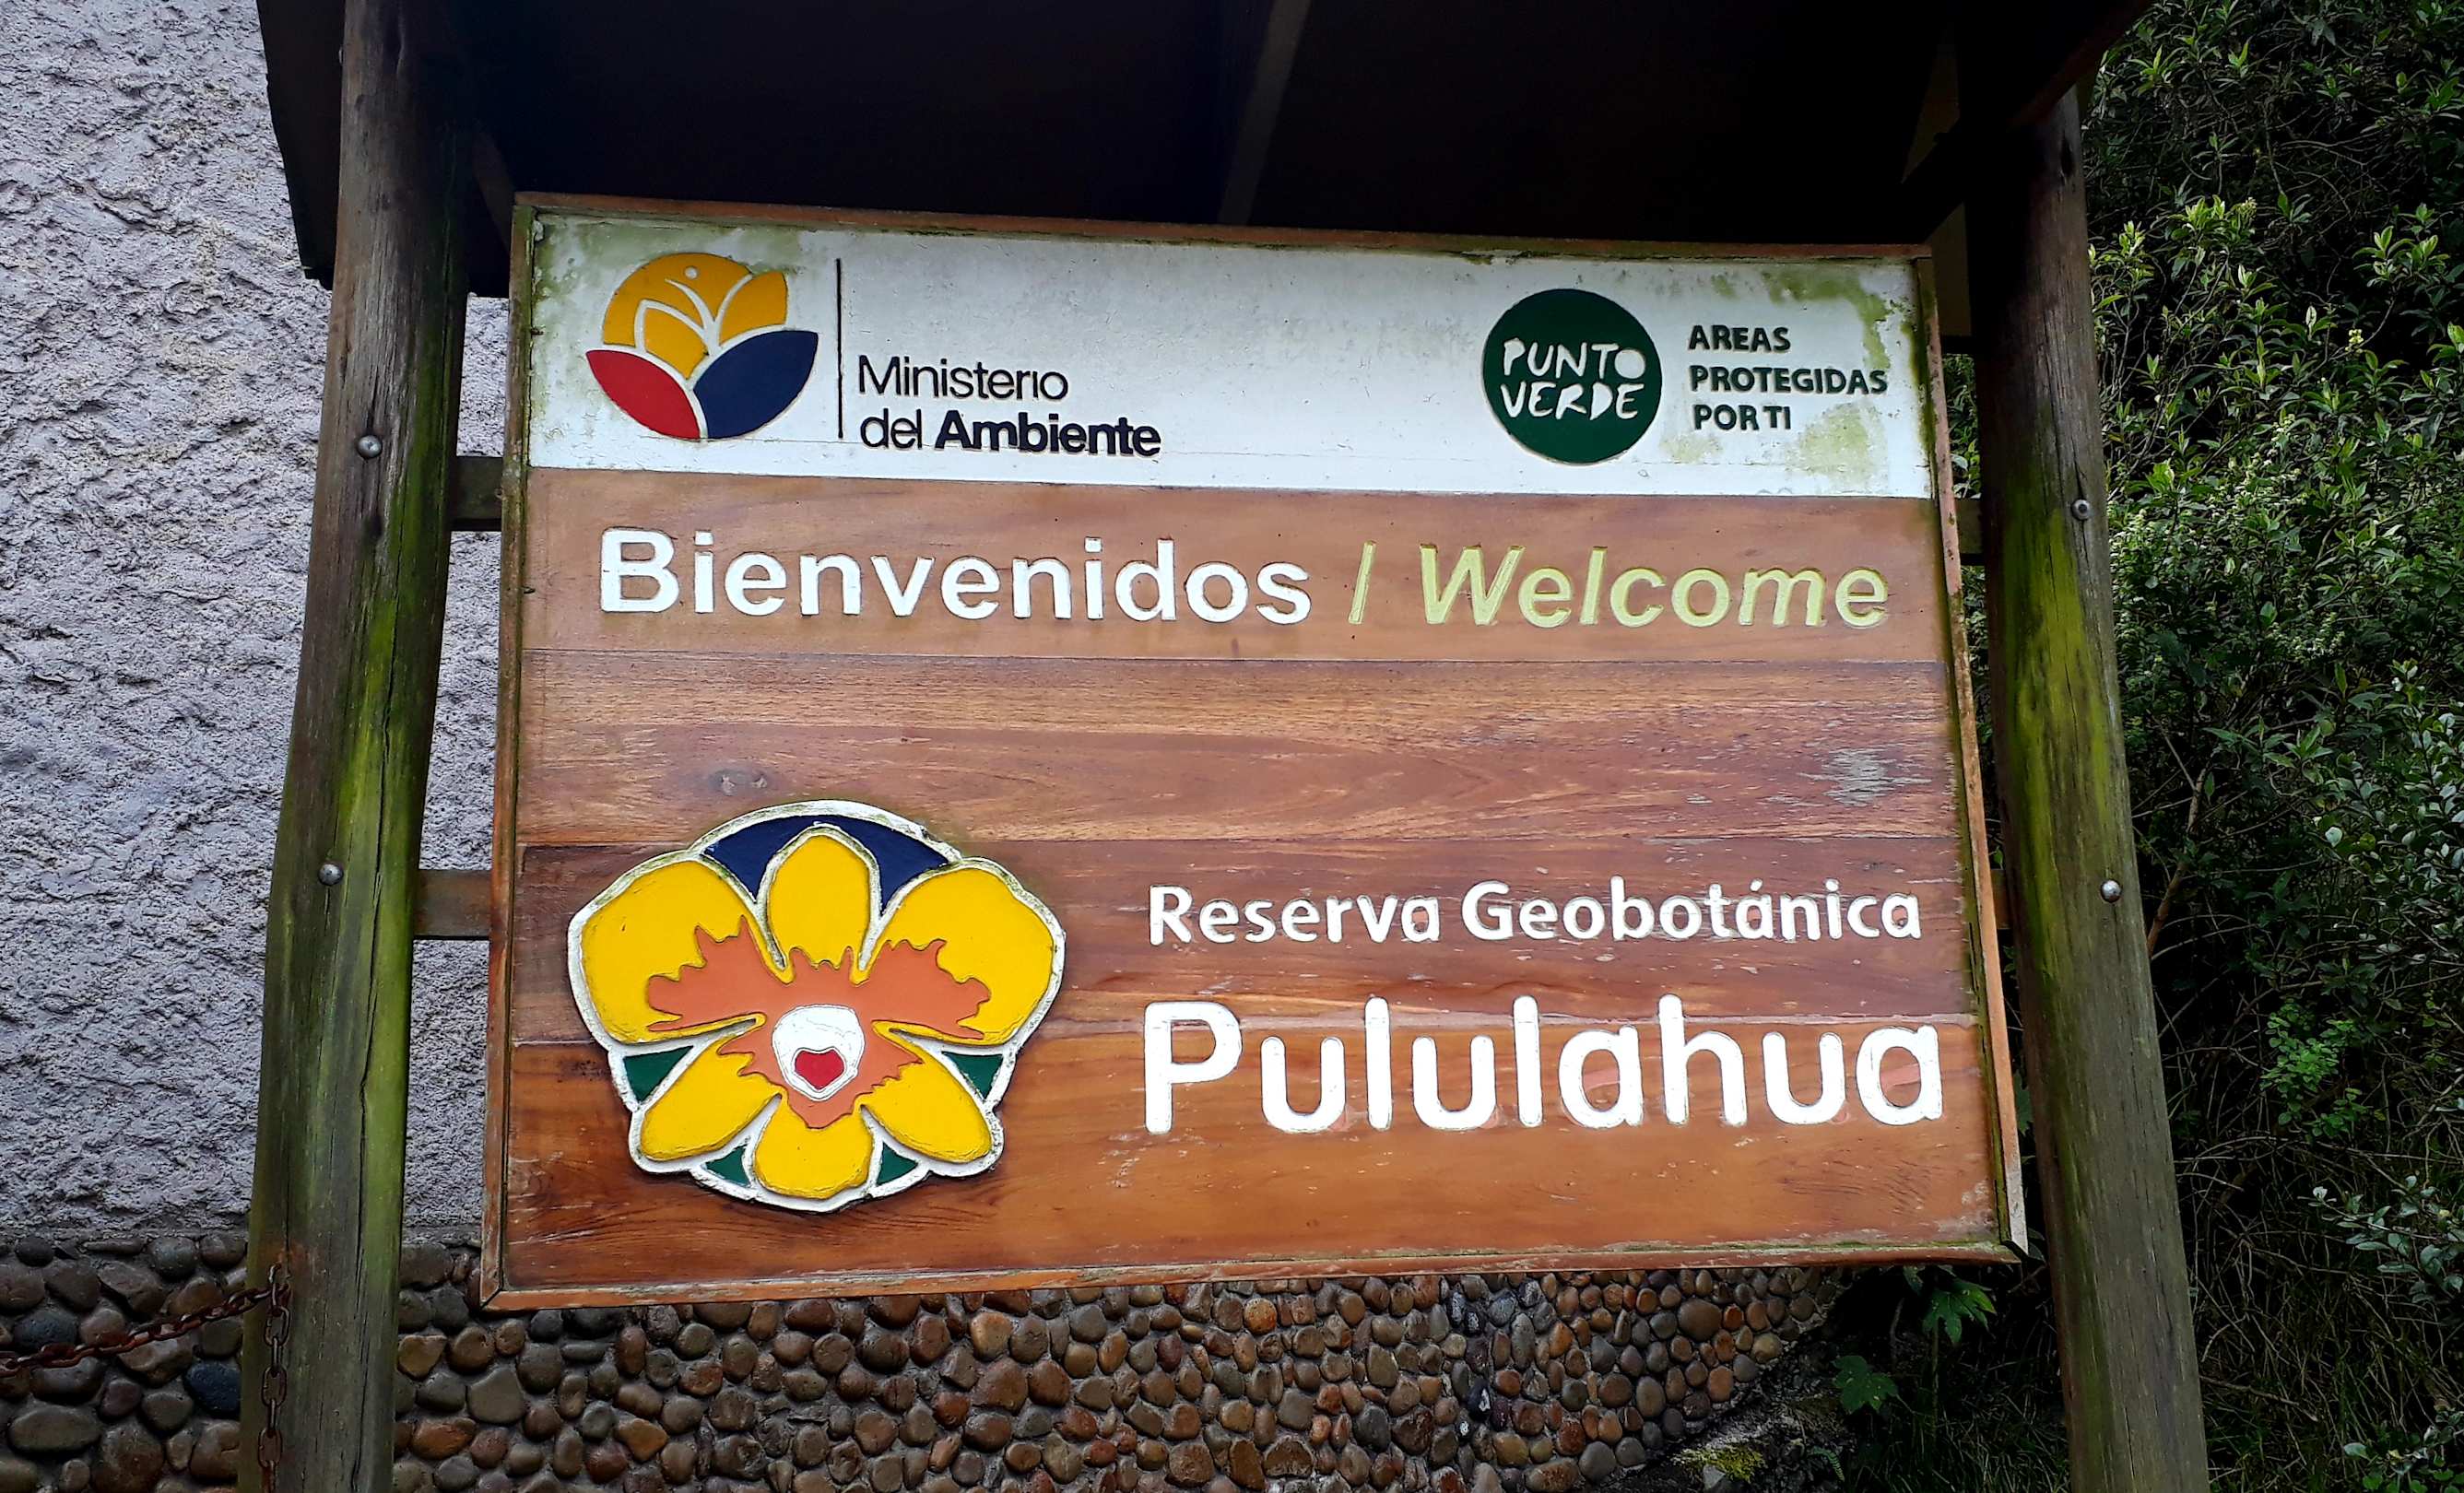 Ministerio
del Ambiente
PUNTO
VERDE
AREAS
PROTEGIDAS
POR TI
Bienvenidos / Welcome
Reserva Geobotánica
Pululahua